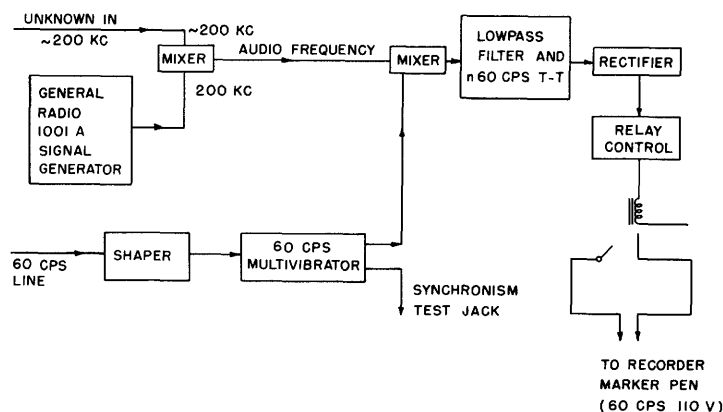 UNKNOWN IN
~200 KC
~200 KC
MIXER
AUDIO FREQUENCY
200 KC
GENERAL
RADIO
1001 A
SIGNAL
GENERATOR
MIXER
LOWPASS
FILTER AND
n 60 CPS T-T
RECTIFIER
RELAY
CONTROL
60 CPS
LINE
SHAPER
60 CPS
MULTIVIBRATOR
SYNCHRONISM
TEST JACK
TO RECORDER
MARKER PEN
(60 CPS 110 V)